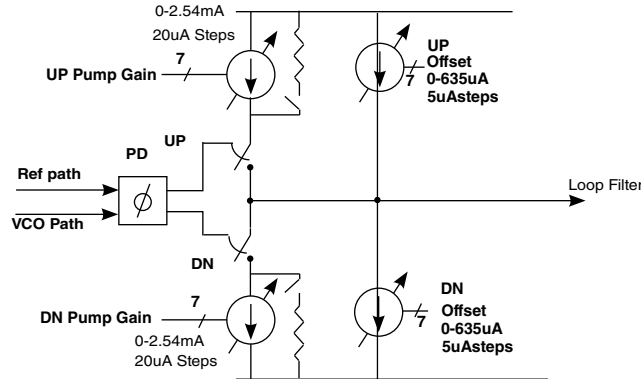 0-2.54mA
20uA Steps
7
UP Pump Gain
UP
Offset
0-635uA
5uAsteps
7
UP
PD
Ref path
VCO Path
Loop Filter
DN
7
DN Pump Gain
0-2.54mA
20uA Steps
DN
Offset
0-635uA
5uAsteps
7